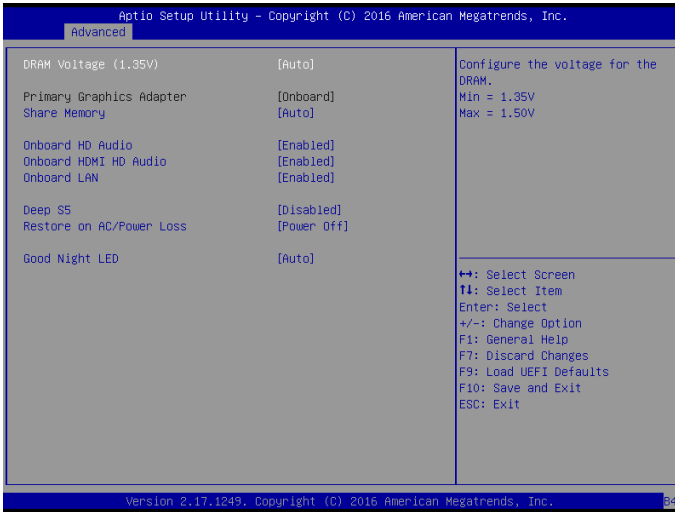 Aptio Setup Utility – Copyright (C) 2016 American Megatrends, Inc.
Advanced
DRAM Voltage (1.35V) [Auto]
Primary Graphics Adapter [Onboard]
Share Memory [Auto]
Onboard HD Audio [Enabled]
Onboard HDMI HD Audio [Enabled]
Onboard LAN [Enabled]
Deep S5 [Disabled]
Restore on AC/Power Loss [Power Off]
Good Night LED [Auto]
Configure the voltage for the
DRAM.
Min = 1.35V
Max = 1.50V
↔: Select Screen
↑↓: Select Item
Enter: Select
+/-: Change Option
F1: General Help
F7: Discard Changes
F9: Load UEFI Defaults
F10: Save and Exit
ESC: Exit
Version 2.17.1249. Copyright (C) 2016 American Megatrends, Inc.
B4